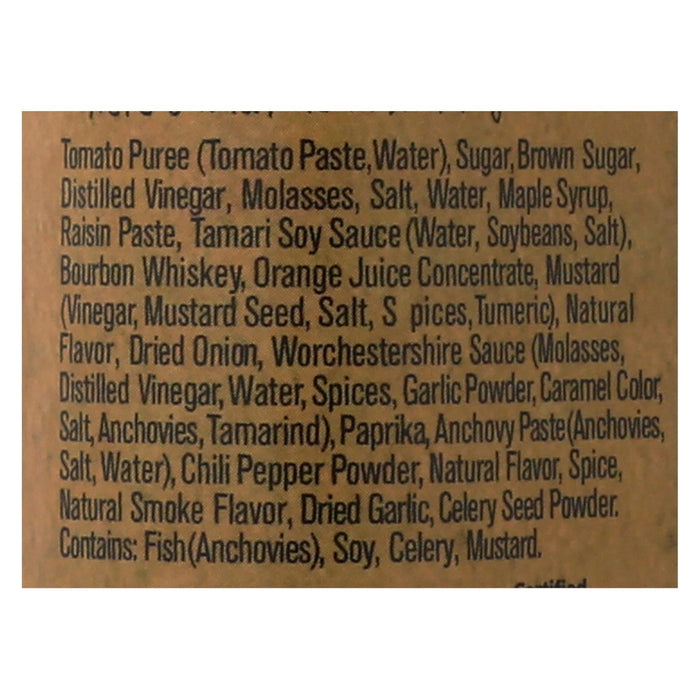 Tomato Puree (Tomato Paste, Water), Sugar, Brown Sugar,
Distilled Vinegar, Molasses, Salt, Water, Maple Syrup,
Raisin Paste, Tamari Soy Sauce (Water, Soybeans, Salt),
Bourbon Whiskey, Orange Juice Concentrate, Mustard
(Vinegar, Mustard Seed, Salt, S pices, Tumeric), Natural
Flavor, Dried Onion, Worchestershire Sauce (Molasses,
Distilled Vinegar, Water, Spices, Garlic Powder, Caramel Color,
Salt, Anchovies, Tamarind), Paprika, Anchovy Paste (Anchovies,
Salt, Water), Chili Pepper Powder, Natural Flavor, Spice,
Natural Smoke Flavor, Dried Garlic, Celery Seed Powder.
Contains: Fish (Anchovies), Soy, Celery, Mustard.
Certified